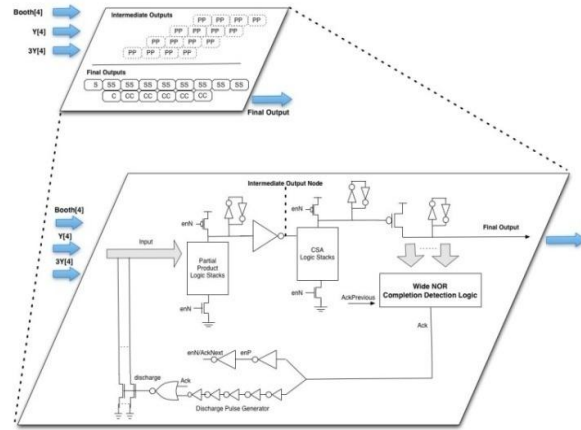 Booth[4]
Y[4]
3Y[4]
Intermediate Outputs
PP PP PP PP
PP PP PP PP
PP PP PP PP
PP PP PP PP
Final Outputs
S SS SS SS SS SS SS SS
C CC CC CC CC CC
Final Output
Booth[4]
Y[4]
3Y[4]
Input
Intermediate Output Node
enN
Partial
Product
Logic Stacks
enN
enN
CSA
Logic Stacks
enN
Final Output
Wide NOR
Completion Detection Logic
AckPrevious
Ack
enN/AckNext
enP
discharge
Ack
Discharge Pulse Generator